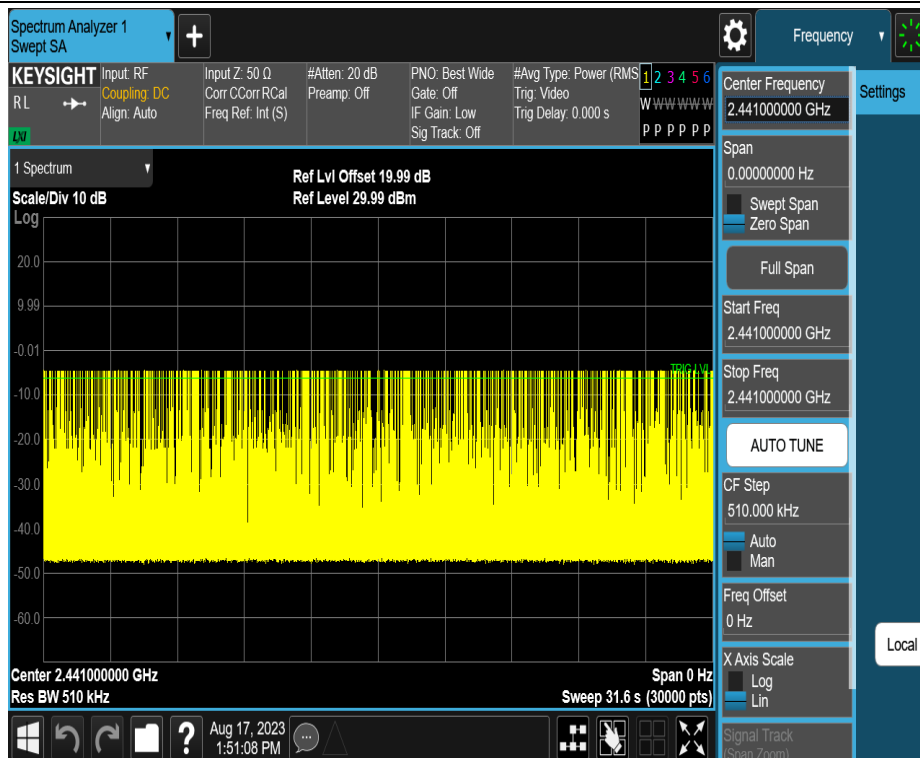 Spectrum Analyzer 1
Swept SA
Frequency
KEYSIGHT
RL
LXI
Input: RF
Coupling: DC
Align: Auto
Input Z: 50 Ω
Corr CCorr RCal
Freq Ref: Int (S)
#Atten: 20 dB
Preamp: Off
PNO: Best Wide
Gate: Off
IF Gain: Low
Sig Track: Off
#Avg Type: Power (RMS
Trig: Video
Trig Delay: 0.000 s
1 2 3 4 5 6
W W W W W W
P P P P P P
Center Frequency
2.441000000 GHz
Settings
Span
0.00000000 Hz
Swept Span
Zero Span
Full Span
Start Freq
2.441000000 GHz
Stop Freq
2.441000000 GHz
AUTO TUNE
CF Step
510.000 kHz
Auto
Man
Freq Offset
0 Hz
X Axis Scale
Log
Lin
Signal Track
(Span Zoom)
Local
1 Spectrum
Scale/Div 10 dB
Log
Ref Lvl Offset 19.99 dB
Ref Level 29.99 dBm
20.0
9.99
-0.01
TRIG LVL
-10.0
-20.0
-30.0
-40.0
-50.0
-60.0
Center 2.441000000 GHz
Res BW 510 kHz
Span 0 Hz
Sweep 31.6 s (30000 pts)
?
Aug 17, 2023
1:51:08 PM